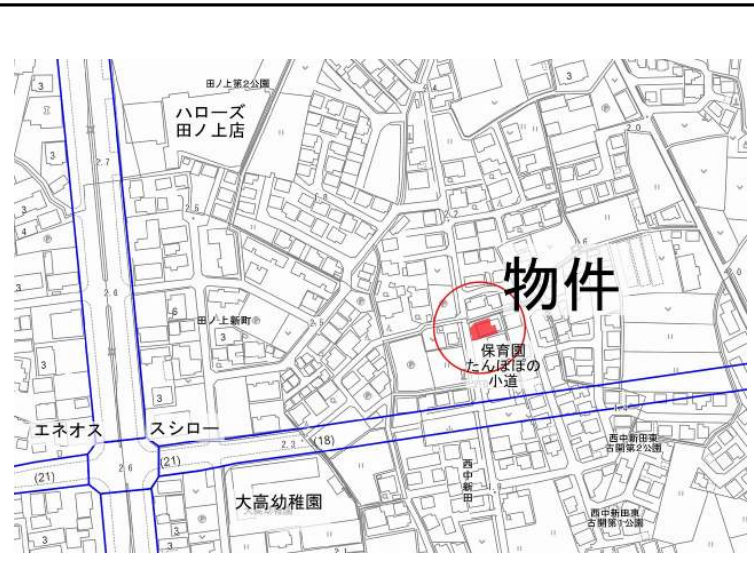 田ノ上第2公園
ハローズ
田ノ上店
物件
田ノ上新町
保育園
たんぽぽの
小道
エネオス
スシロー
(18)
(21)
(21)
大高幼稚園
西中新田
西中新田東
古開第2公園
西中新田東
古開第1公園